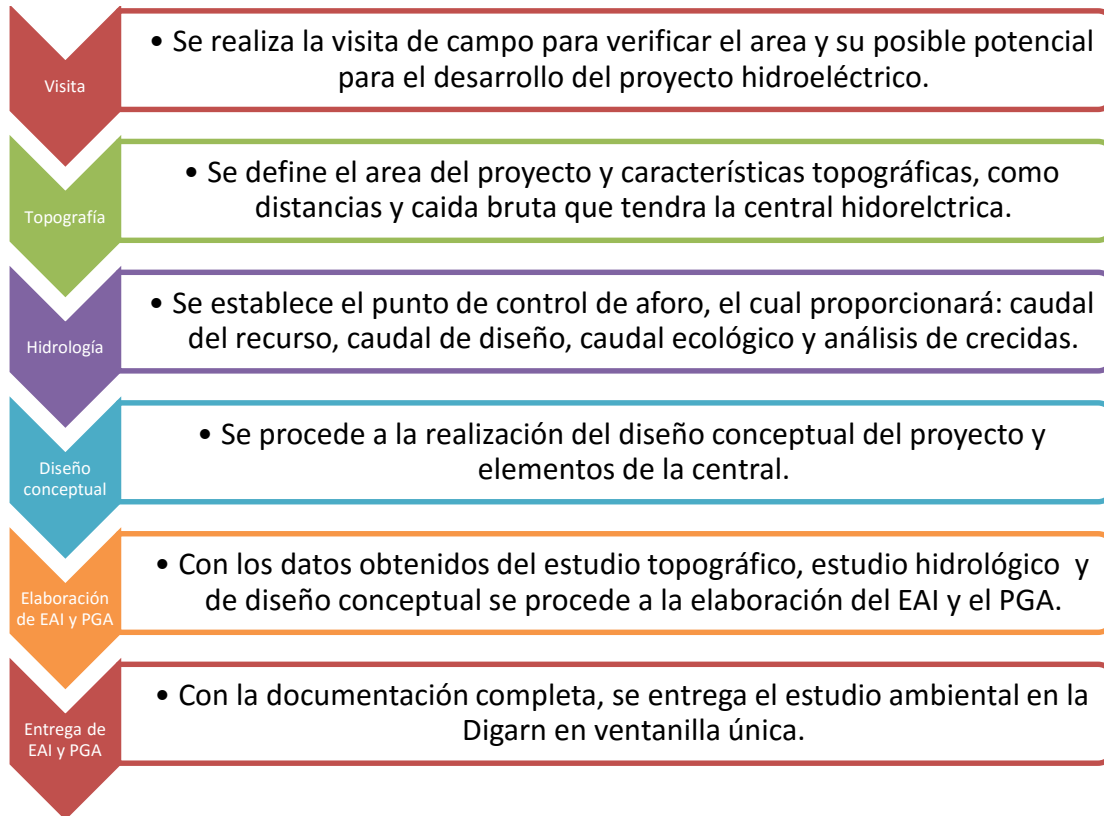 Visita
• Se realiza la visita de campo para verificar el area y su posible potencial
para el desarrollo del proyecto hidroeléctrico.
Topografía
• Se define el area del proyecto y características topográficas, como
distancias y caida bruta que tendra la central hidorelctrica.
Hidrología
• Se establece el punto de control de aforo, el cual proporcionará: caudal
del recurso, caudal de diseño, caudal ecológico y análisis de crecidas.
Diseño
conceptual
• Se procede a la realización del diseño conceptual del proyecto y
elementos de la central.
Elaboración
de EAI y PGA
• Con los datos obtenidos del estudio topográfico, estudio hidrológico y
de diseño conceptual se procede a la elaboración del EAI y el PGA.
Entrega de
EAI y PGA
• Con la documentación completa, se entrega el estudio ambiental en la
Digarn en ventanilla única.